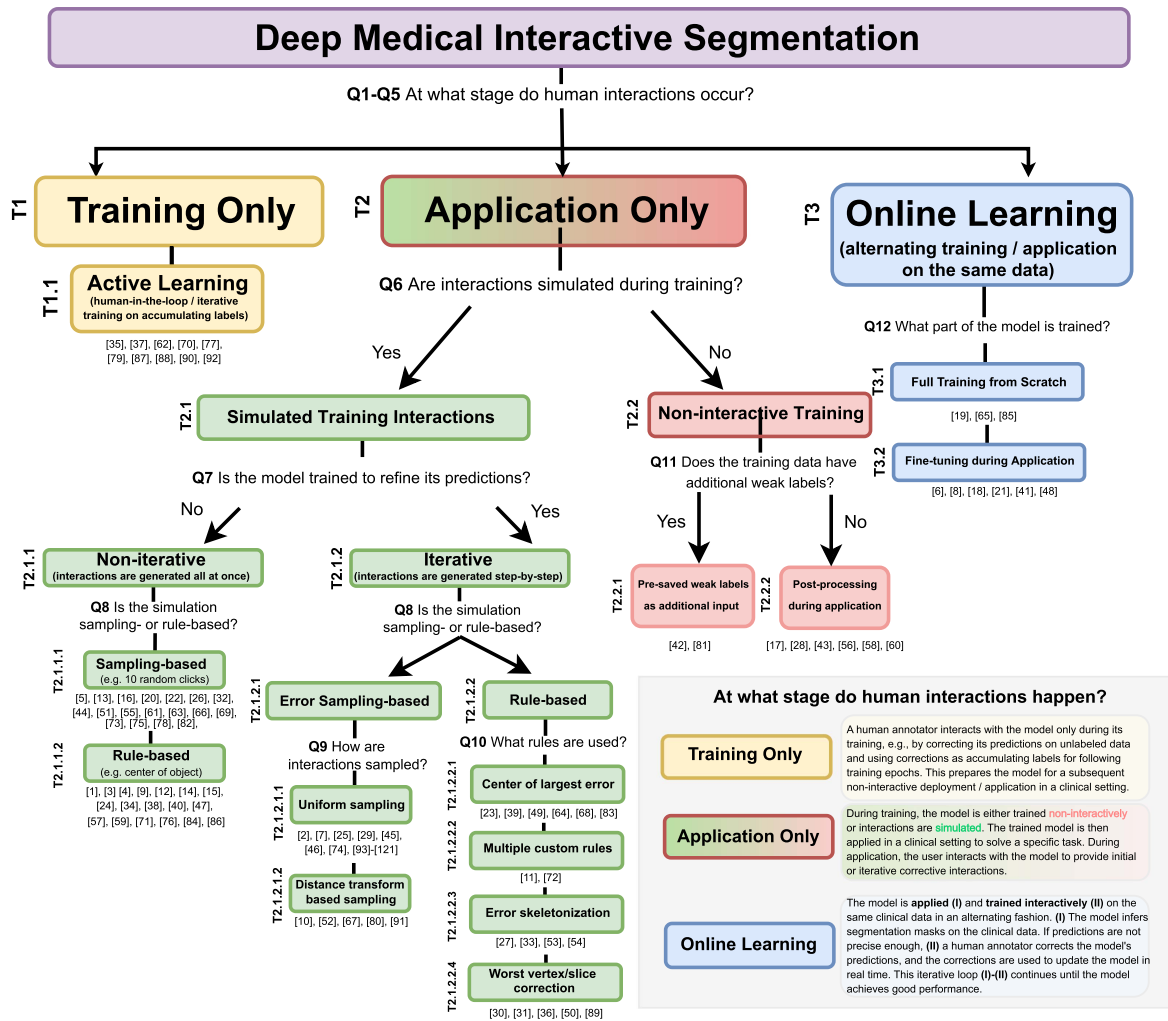 Deep Medical Interactive Segmentation
Q1-Q5 At what stage do human interactions occur?
T1
Training Only
T1.1
Active Learning
(human-in-the-loop / iterative
training on accumulating labels)
[35], [37], [62], [70], [77],
[79], [87], [88], [90], [92]
T2
Application Only
Q6 Are interactions simulated during training?
Yes
No
T3
Online Learning
(alternating training / application
on the same data)
Q12 What part of the model is trained?
T3.1
Full Training from Scratch
[19], [65], [85]
T3.2
Fine-tuning during Application
[6], [8], [18], [21], [41], [48]
T2.1
Simulated Training Interactions
Q7 Is the model trained to refine its predictions?
No
Yes
T2.2
Non-interactive Training
Q11 Does the training data have
additional weak labels?
Yes
No
T2.2.1
Pre-saved weak labels
as additional input
[42], [81]
T2.2.2
Post-processing
during application
[17], [28], [43], [56], [58], [60]
T2.1.1
Non-iterative
(interactions are generated all at once)
Q8 Is the simulation
sampling- or rule-based?
T2.1.1.1
Sampling-based
(e.g. 10 random clicks)
[5], [13], [16], [20], [22], [26], [32],
[44], [51], [55], [61], [63], [66], [69],
[73], [75], [78], [82],
T2.1.1.2
Rule-based
(e.g. center of object)
[1], [3] [4], [9], [12], [14], [15],
[24], [34], [38], [40], [47],
[57], [59], [71], [76], [84], [86]
T2.1.2
Iterative
(interactions are generated step-by-step)
Q8 Is the simulation
sampling- or rule-based?
T2.1.2.1
Error Sampling-based
Q9 How are
interactions sampled?
T2.1.2.1.1
Uniform sampling
[2], [7], [25], [29], [45],
[46], [74], [93]-[121]
T2.1.2.1.2
Distance transform
based sampling
[10], [52], [67], [80], [91]
T2.1.2.2
Rule-based
Q10 What rules are used?
T2.1.2.2.1
Center of largest error
[23], [39], [49], [64], [68], [83]
T2.1.2.2.2
Multiple custom rules
[11], [72]
T2.1.2.2.3
Error skeletonization
[27], [33], [53], [54]
T2.1.2.2.4
Worst vertex/slice
correction
[30], [31], [36], [50], [89]
At what stage do human interactions happen?
Training Only
A human annotator interacts with the model only during its
training, e.g., by correcting its predictions on unlabeled data
and using corrections as accumulating labels for following
training epochs. This prepares the model for a subsequent
non-interactive deployment / application in a clinical setting.
Application Only
During training, the model is either trained non-interactively
or interactions are simulated. The trained model is then
applied in a clinical setting to solve a specific task. During
application, the user interacts with the model to provide initial
or iterative corrective interactions.
Online Learning
The model is applied (I) and trained interactively (II) on the
same clinical data in an alternating fashion. (I) The model infers
segmentation masks on the clinical data. If predictions are not
precise enough, (II) a human annotator corrects the model's
predictions, and the corrections are used to update the model in
real time. This iterative loop (I)-(II) continues until the model
achieves good performance.